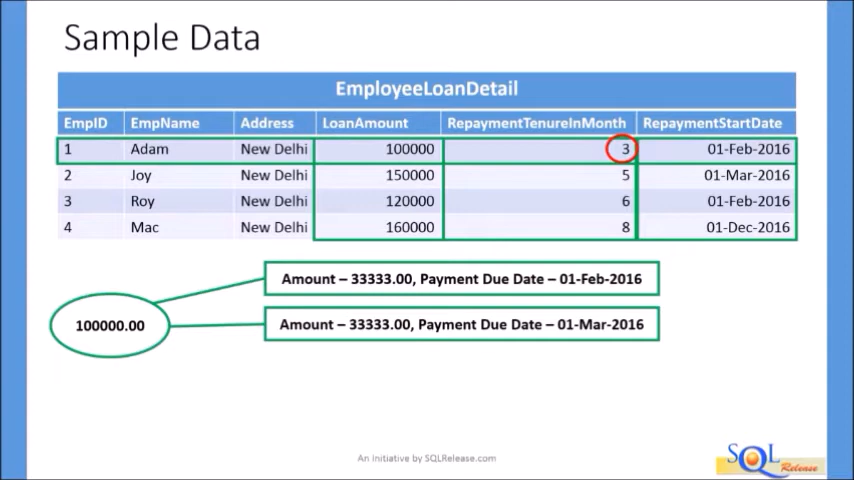 Sample Data
EmployeeLoanDetail
EmpID EmpName Address LoanAmount RepaymentTenureInMonth RepaymentStartDate
1 Adam New Delhi 100000 3 01-Feb-2016
2 Joy New Delhi 150000 5 01-Mar-2016
3 Roy New Delhi 120000 6 01-Feb-2016
4 Mac New Delhi 160000 8 01-Dec-2016
Amount – 33333.00, Payment Due Date – 01-Feb-2016
100000.00
Amount – 33333.00, Payment Due Date – 01-Mar-2016
An Initiative by SQLRelease.com
SQL Release